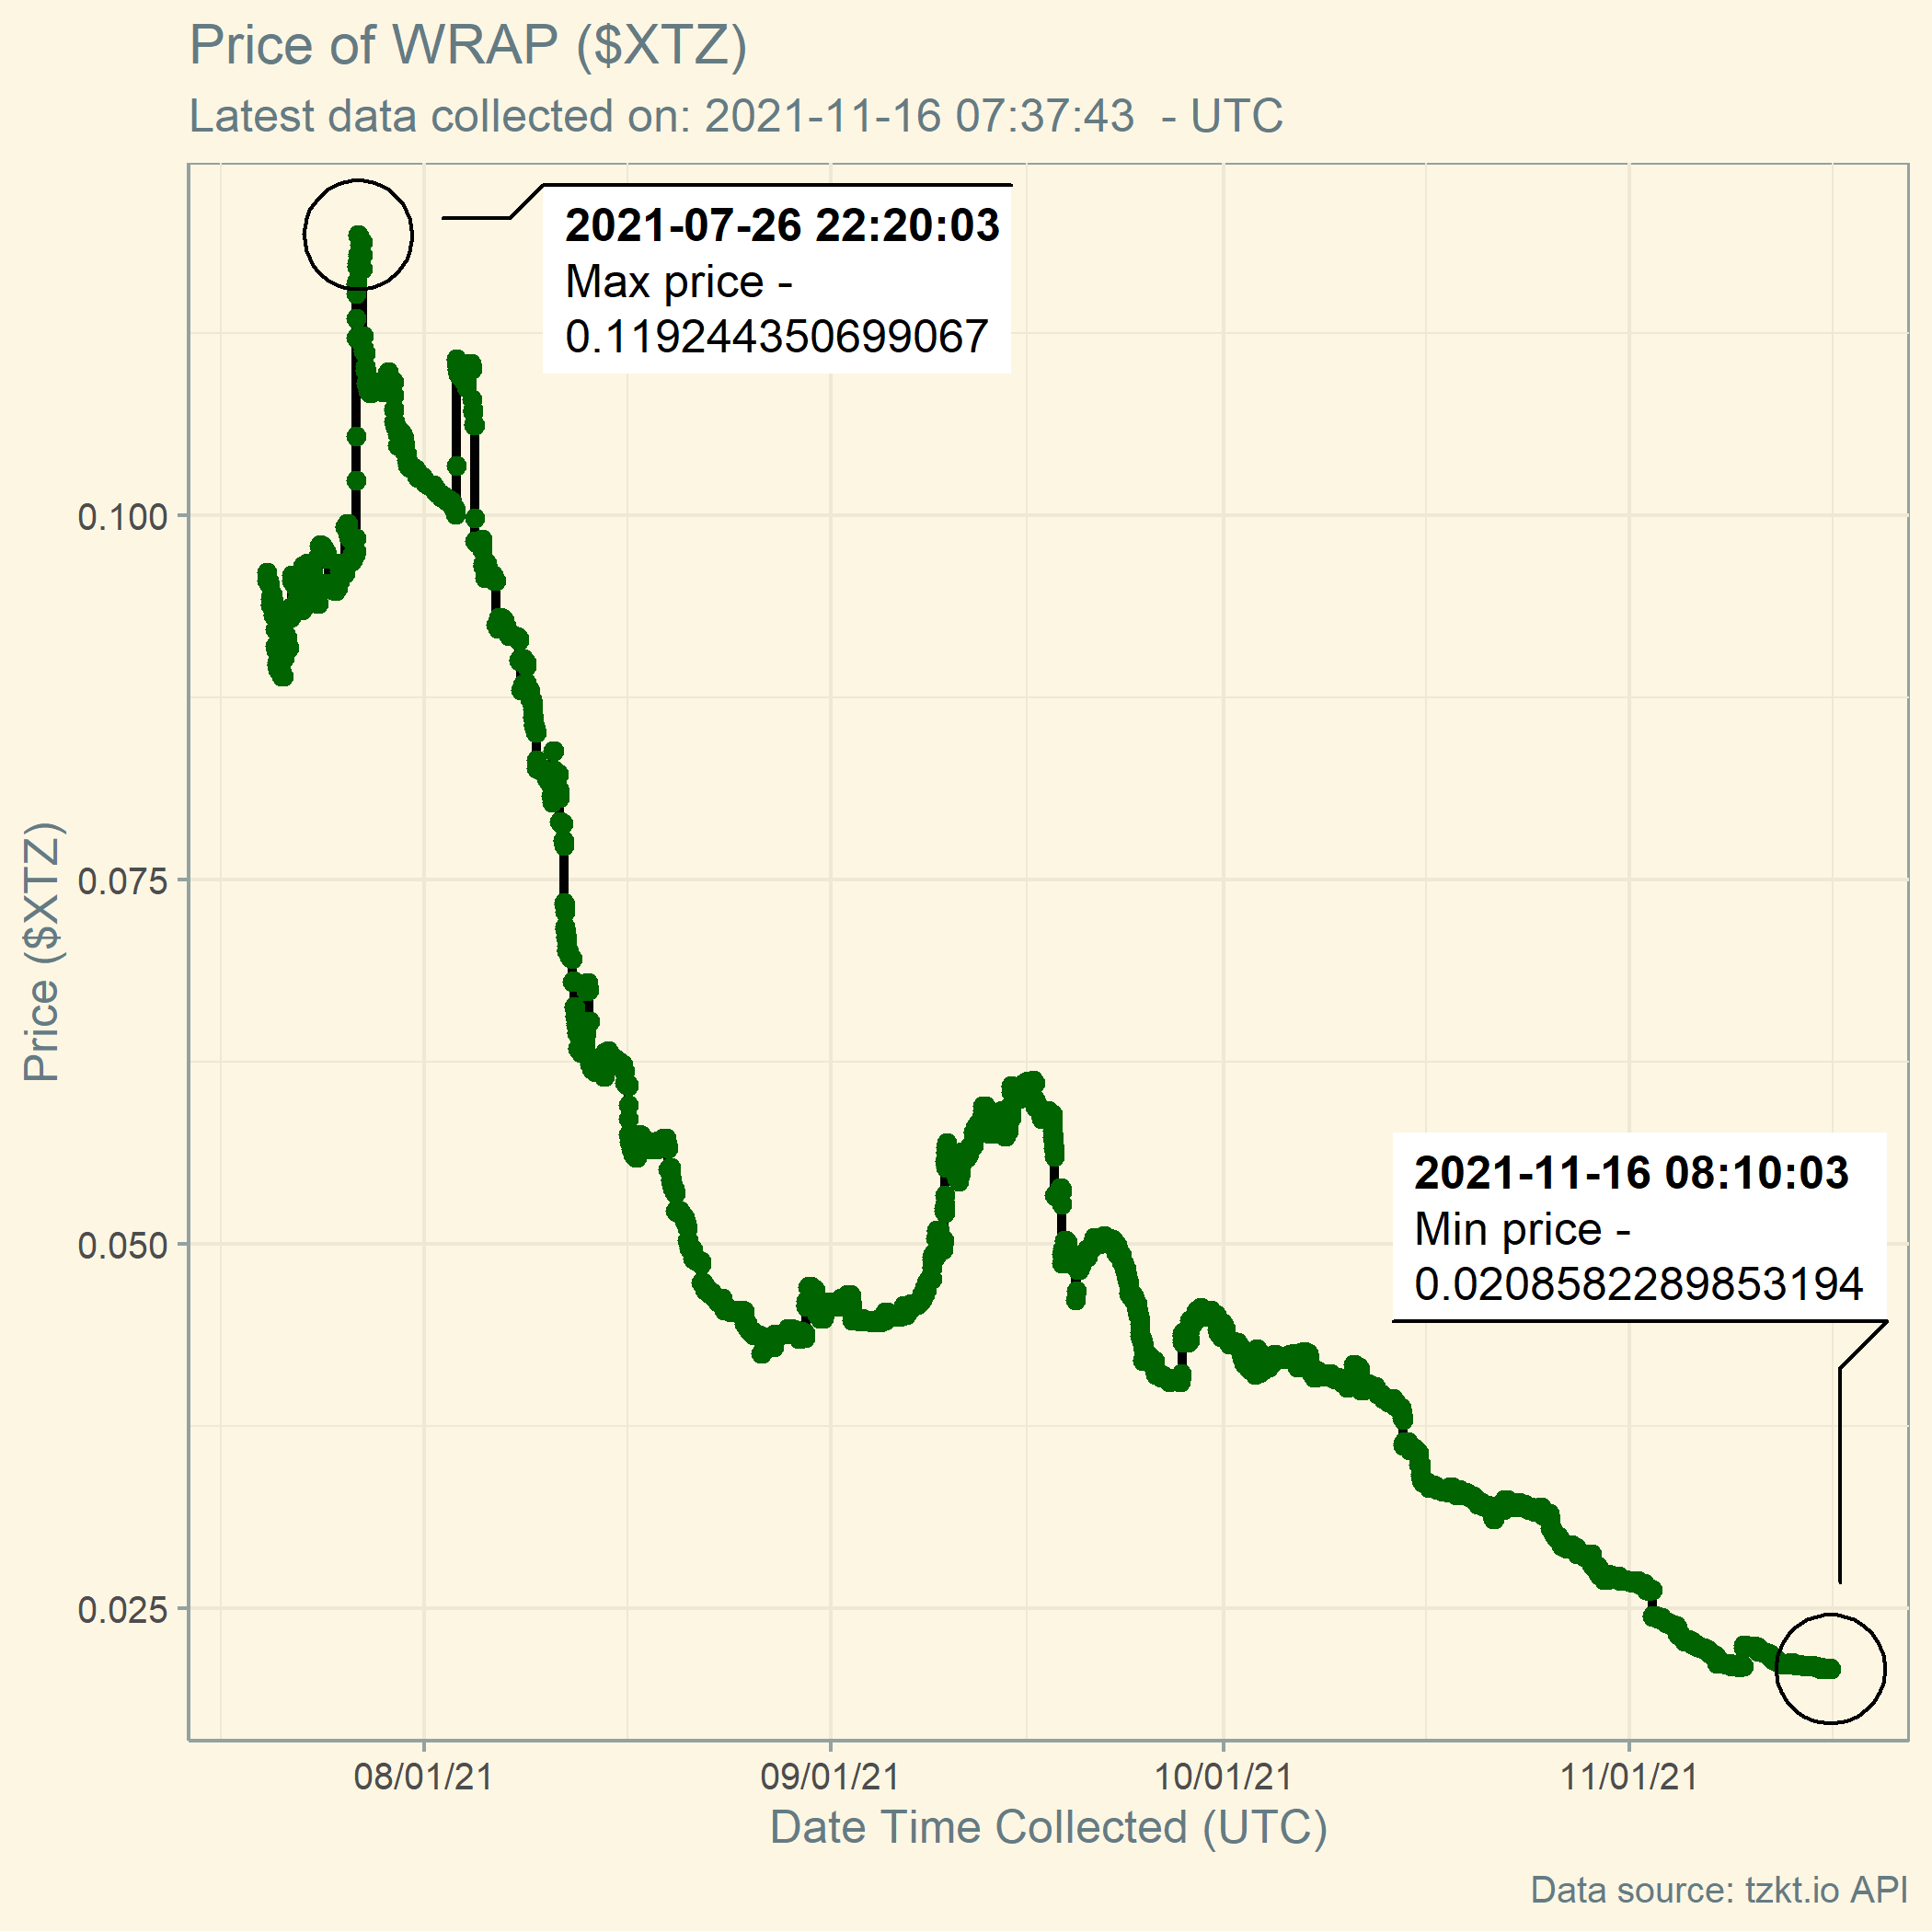 Price of WRAP ($XTZ)
Latest data collected on: 2021-11-16 07:37:43 - UTC
2021-07-26 22:20:03
Max price -
0.119244350699067
0.100
0.075
0.050
0.025
Price ($XTZ)
2021-11-16 08:10:03
Min price -
0.0208582289853194
08/01/21
09/01/21
10/01/21
11/01/21
Date Time Collected (UTC)
Data source: tzkt.io API